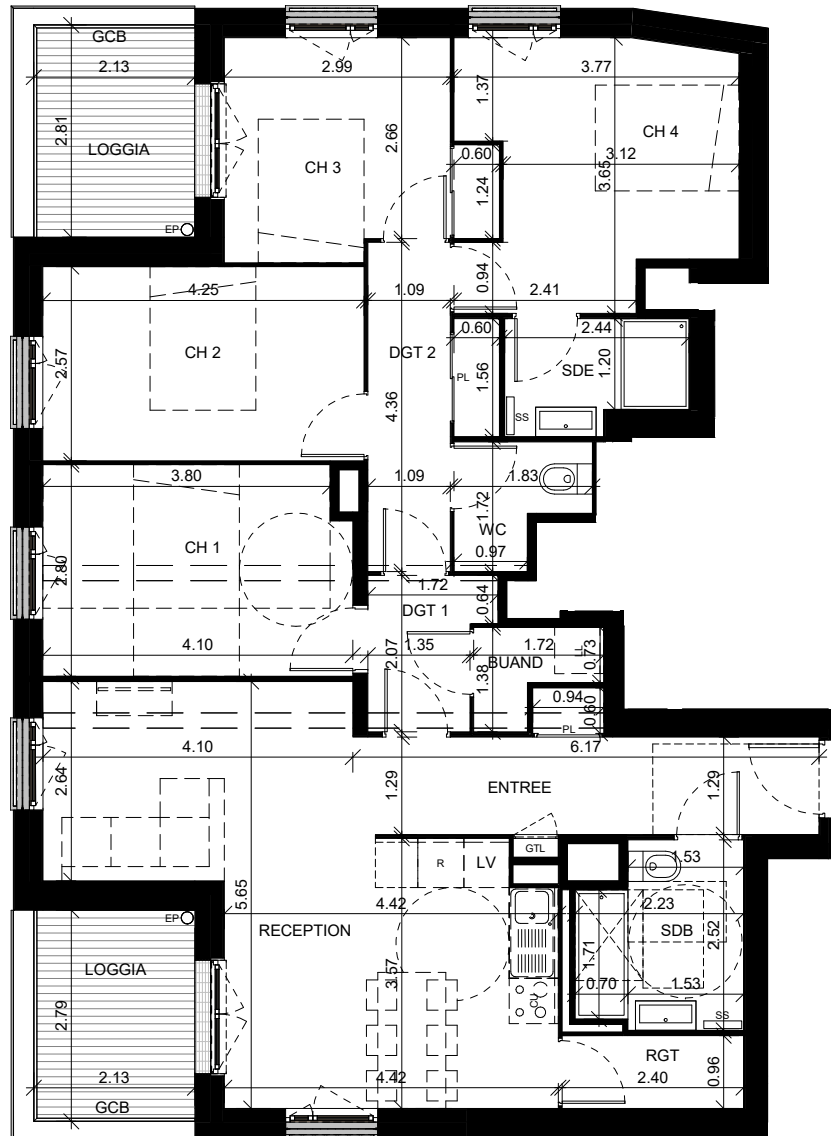 GCB
2.13
2.99
3.77
1.37
2.81
2.66
LOGGIA
CH 3
CH 4
0.60
3.12
3.65
1.24
EP
4.25
1.09
0.94
2.41
2.57
CH 2
DGT 2
0.60
2.44
PL
1.56
SDE
1.20
4.36
SS
3.80
1.09
1.83
1.72
CH 1
WC
0.97
2.80
1.72
DGT 1
0.64
4.10
2.07
1.35
1.72
BUAND
LL
0.73
1.38
0.94
0.60
PL
4.10
6.17
2.64
1.29
ENTREE
1.29
GTL
R
LV
1.53
5.65
4.42
2.23
EP
RECEPTION
SDB
2.52
1.71
LOGGIA
3.57
0.70
1.53
CU
SS
2.79
RGT
2.13
4.42
2.40
0.96
GCB